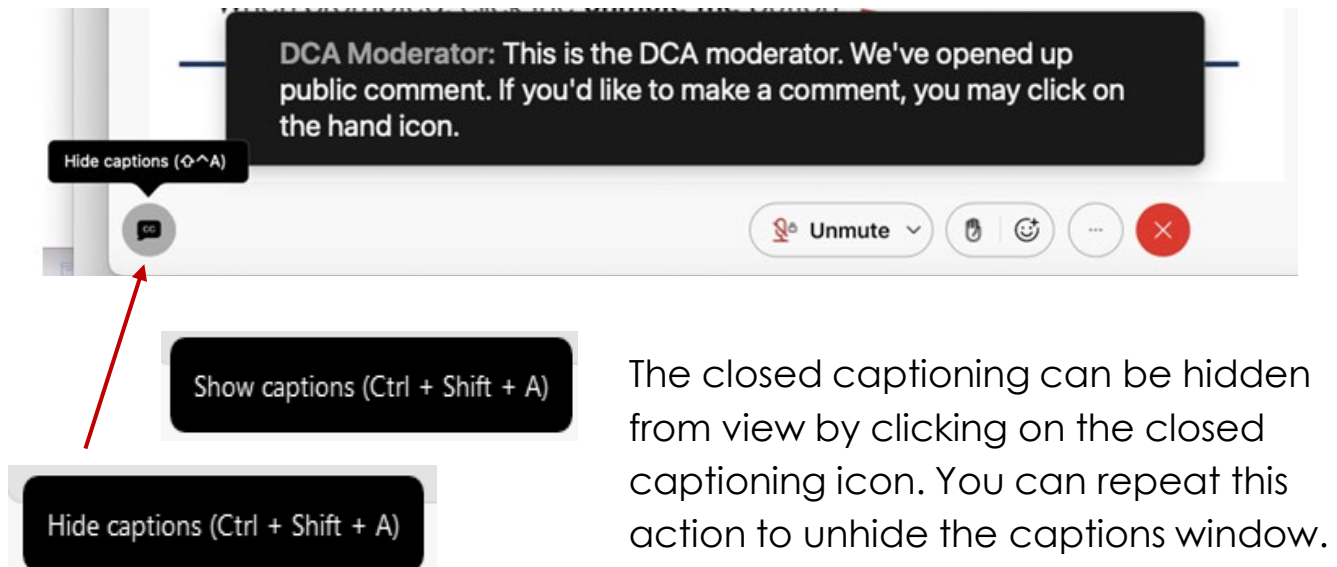 DCA Moderator: This is the DCA moderator. We've opened up
public comment. If you'd like to make a comment, you may click on
the hand icon.
Hide captions (⇧^A)
CC
Unmute
Show captions (Ctrl + Shift + A)
Hide captions (Ctrl + Shift + A)
The closed captioning can be hidden
from view by clicking on the closed
captioning icon. You can repeat this
action to unhide the captions window.